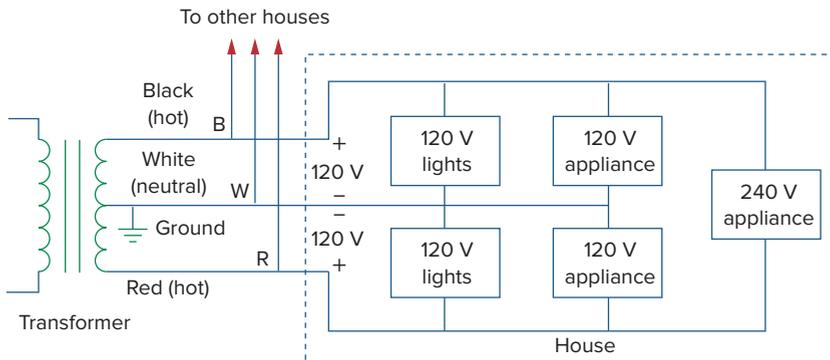 To other houses
Black
(hot)
B
White
(neutral)
W
Ground
R
Red (hot)
Transformer
+
120 V
–
–
120 V
+
120 V
lights
120 V
appliance
240 V
appliance
120 V
lights
120 V
appliance
House